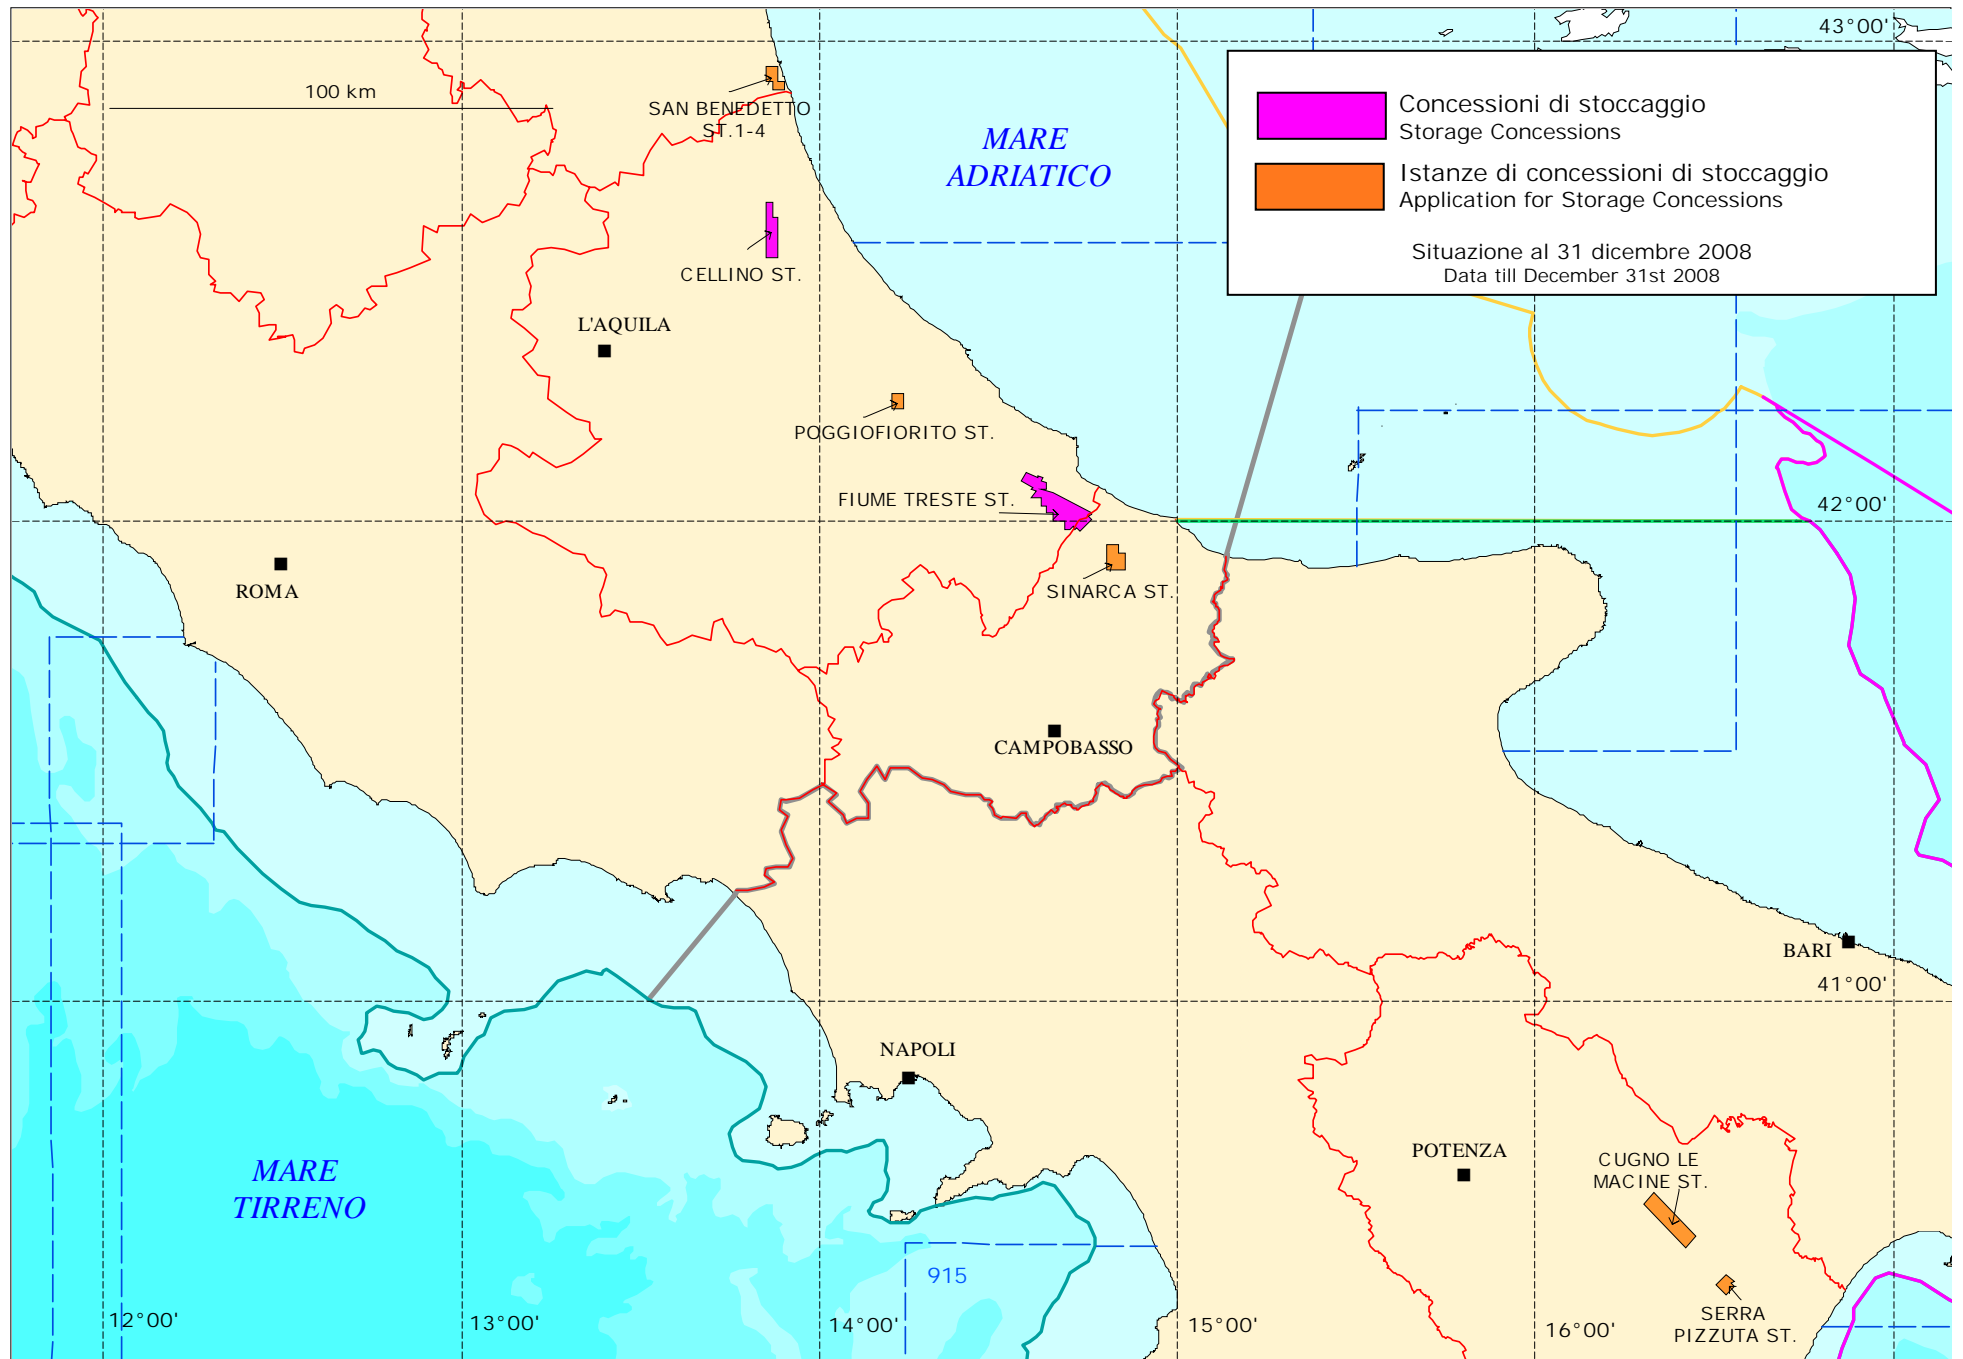 43°00'
100 km
SAN BENEDETTO
ST.1-4
MARE
ADRIATICO
Concessioni di stoccaggio
Storage Concessions
Istanze di concessioni di stoccaggio
Application for Storage Concessions
Situazione al 31 dicembre 2008
Data till December 31st 2008
CELLINO ST.
L'AQUILA
POGGIOFIORITO ST.
FIUME TRESTE ST.
42°00'
ROMA
SINARCA ST.
CAMPOBASSO
BARI
41°00'
NAPOLI
POTENZA
CUGNO LE
MACINE ST.
MARE
TIRRENO
915
SERRA
PIZZUTA ST.
12°00'
13°00'
14°00'
15°00'
16°00'